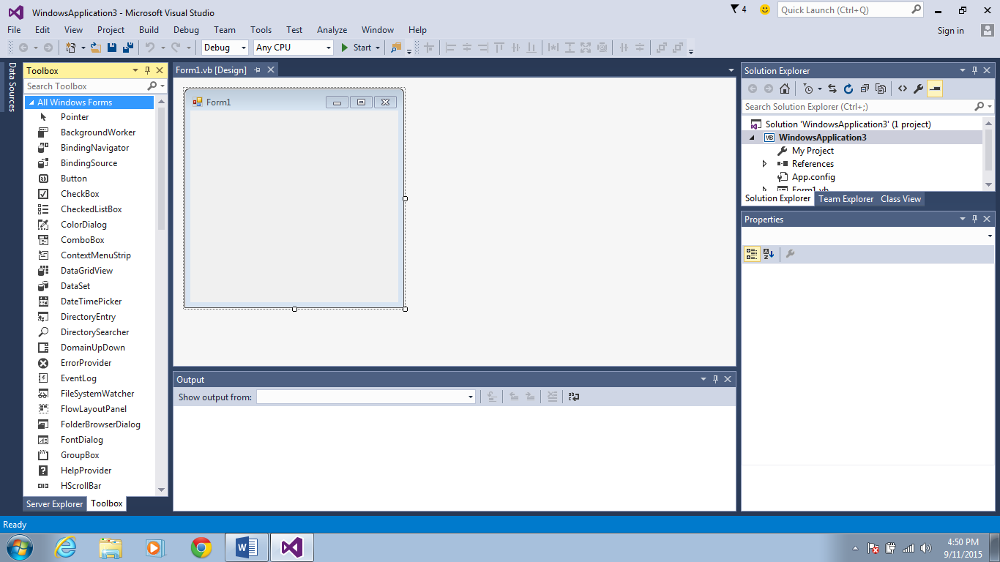 WindowsApplication3 - Microsoft Visual Studio
4
Quick Launch (Ctrl+Q)
File Edit View Project Build Debug Team Tools Test Analyze Window Help
Sign in
Debug Any CPU Start
Data Sources
Toolbox
Search Toolbox
All Windows Forms
Pointer
BackgroundWorker
BindingNavigator
BindingSource
Button
CheckBox
CheckedListBox
ColorDialog
ComboBox
ContextMenuStrip
DataGridView
DataSet
DateTimePicker
DirectoryEntry
DirectorySearcher
DomainUpDown
ErrorProvider
EventLog
FileSystemWatcher
FlowLayoutPanel
FolderBrowserDialog
FontDialog
GroupBox
HelpProvider
HScrollBar
Server Explorer Toolbox
Form1.vb [Design]
Form1
Output
Show output from:
Solution Explorer
Search Solution Explorer (Ctrl+;)
Solution 'WindowsApplication3' (1 project)
VB WindowsApplication3
My Project
References
App.config
Form1.vb
Solution Explorer Team Explorer Class View
Properties
Ready
4:50 PM
9/11/2015